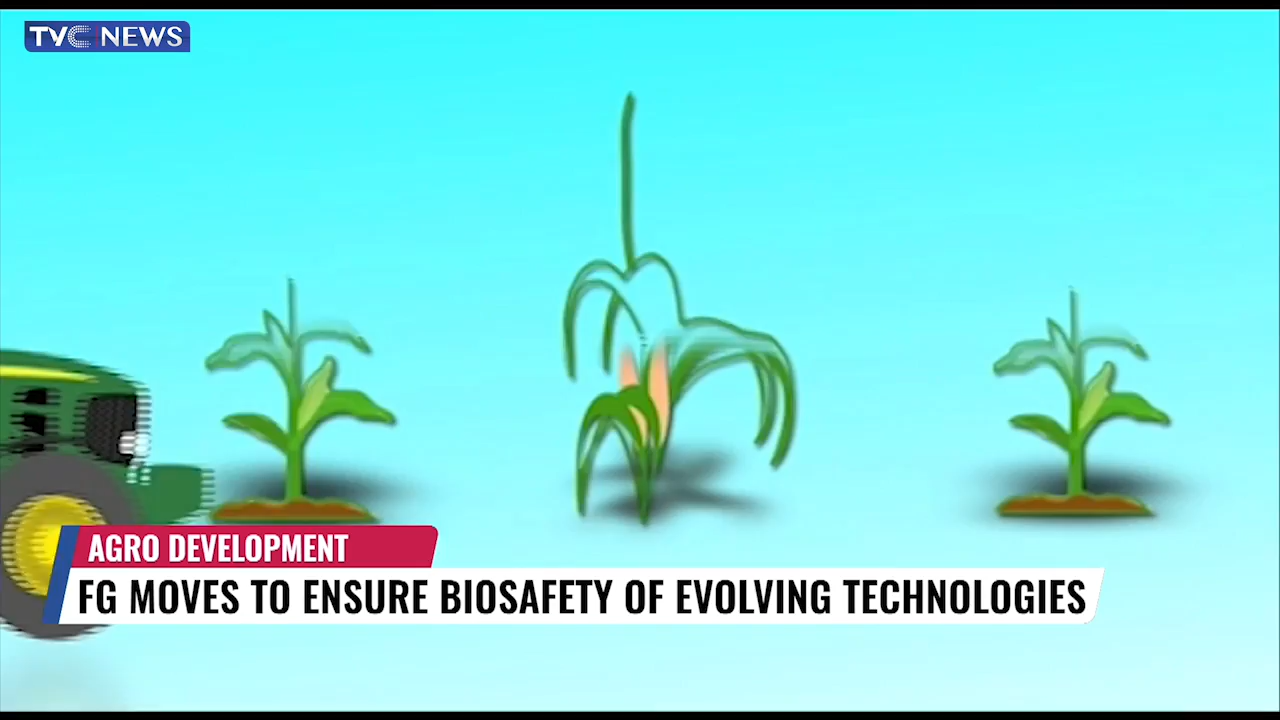 TVC NEWS
AGRO DEVELOPMENT
FG MOVES TO ENSURE BIOSAFETY OF EVOLVING TECHNOLOGIES